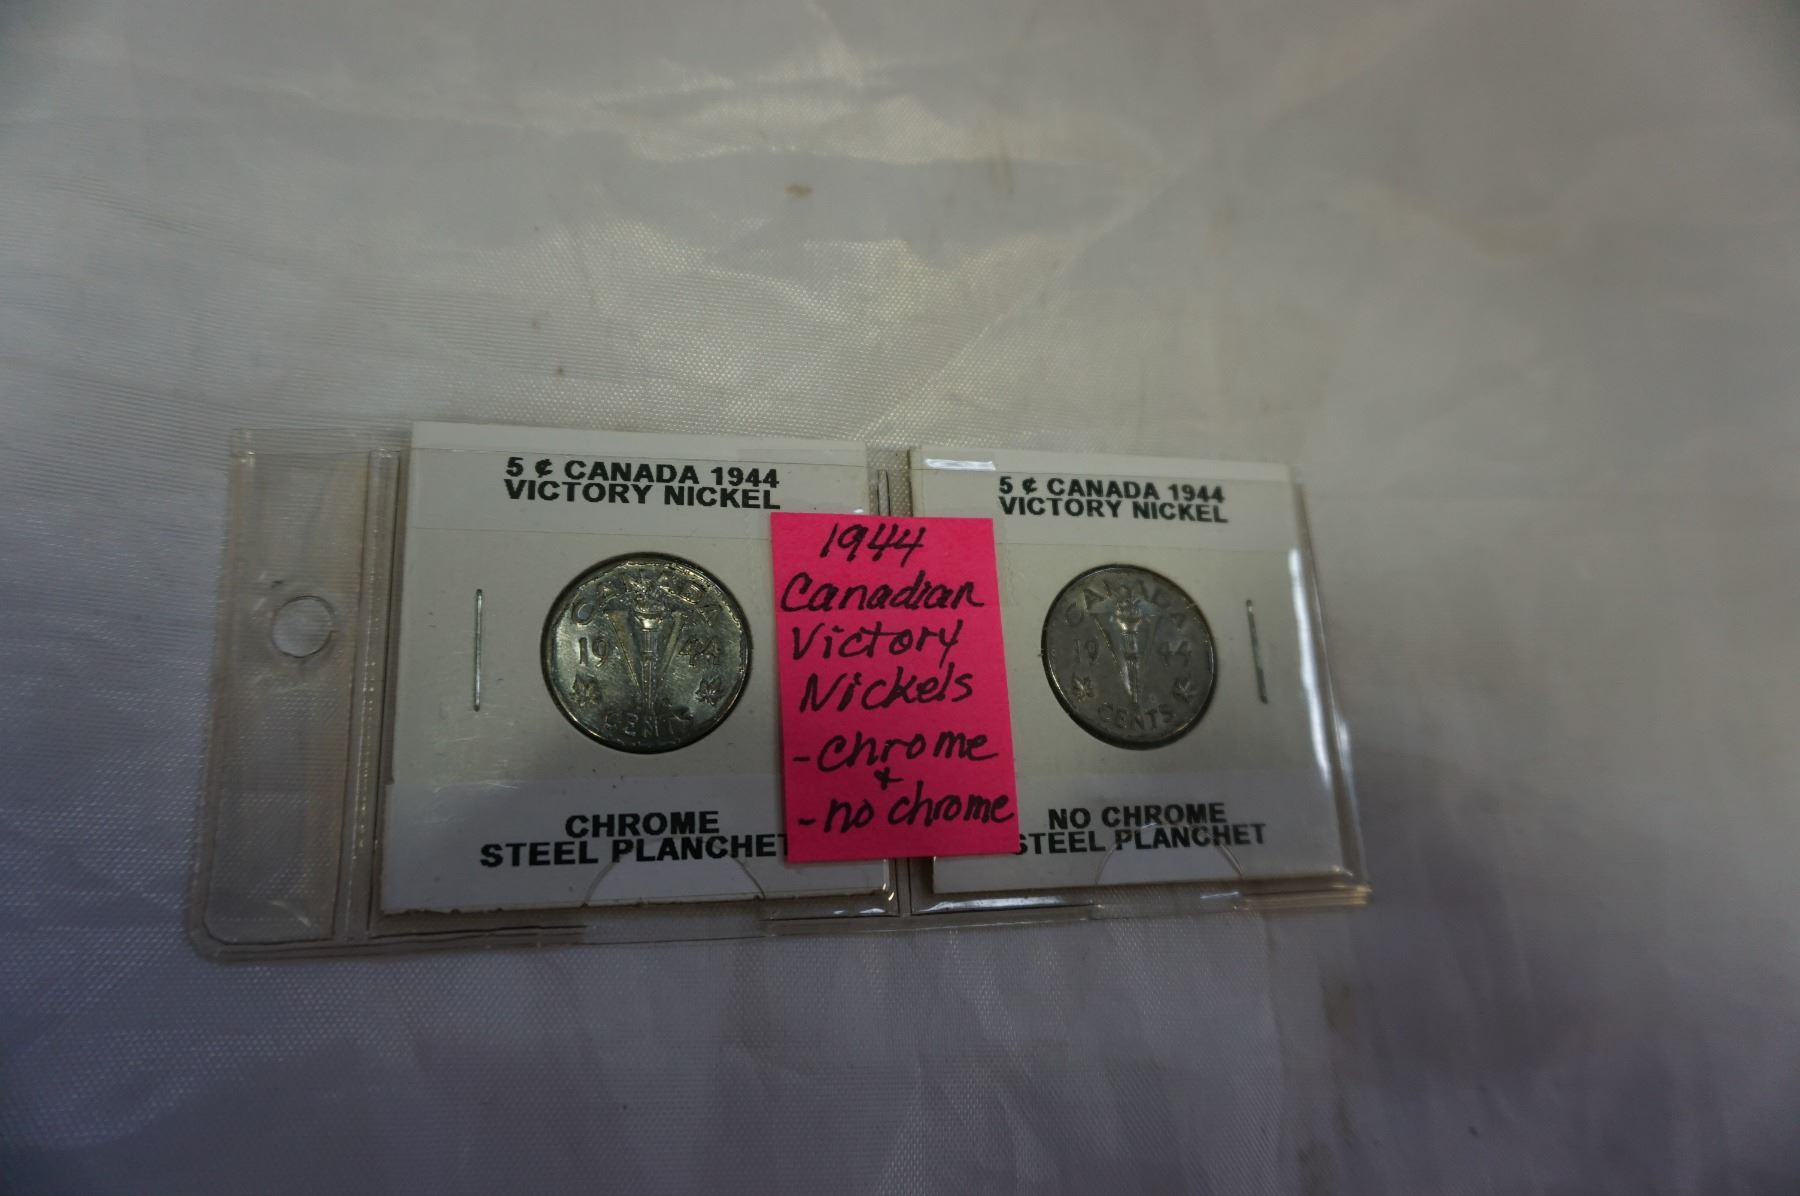 5 ¢ CANADA 1944
VICTORY NICKEL
CANADA
19 44
CENTS
CHROME
STEEL PLANCHET
1944
Canadian
Victory
Nickels
- chrome
&
- no chrome
5 ¢ CANADA 1944
VICTORY NICKEL
CANADA
19 44
CENTS
NO CHROME
STEEL PLANCHET